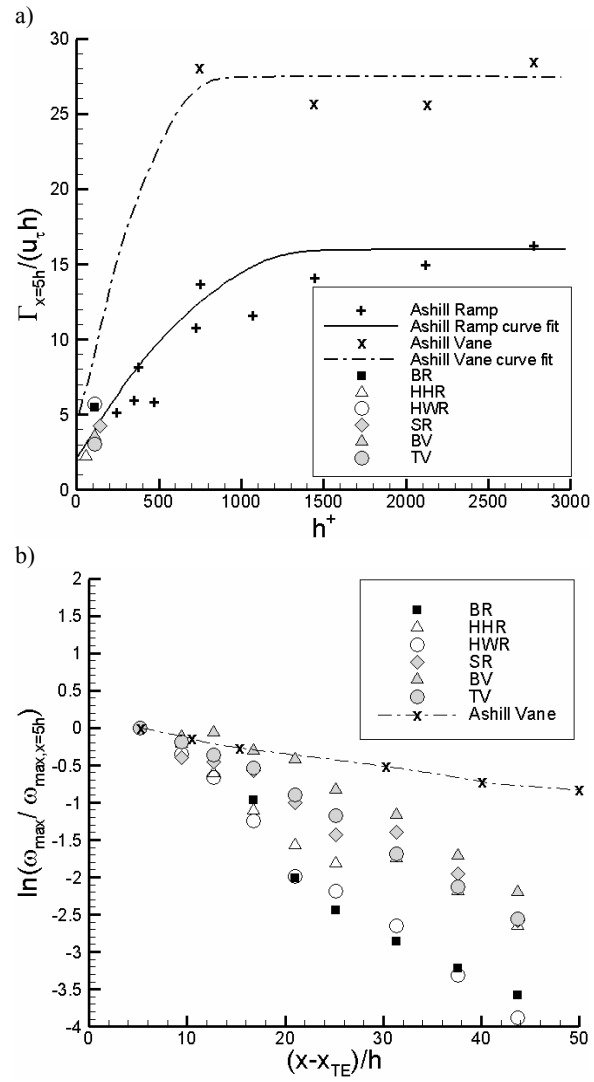 a)
30
25
20
15
10
5
0
Γx=5h/(uτh)
Ashill Ramp
Ashill Ramp curve fit
Ashill Vane
Ashill Vane curve fit
BR
HHR
HWR
SR
BV
TV
0 500 1000 1500 2000 2500 3000
h+
b)
2
1.5
1
0.5
0
-0.5
-1
-1.5
-2
-2.5
-3
-3.5
-4
ln(ωmax/ ωmax,x=5h)
BR
HHR
HWR
SR
BV
TV
Ashill Vane
0 10 20 30 40 50
(x-xTE)/h